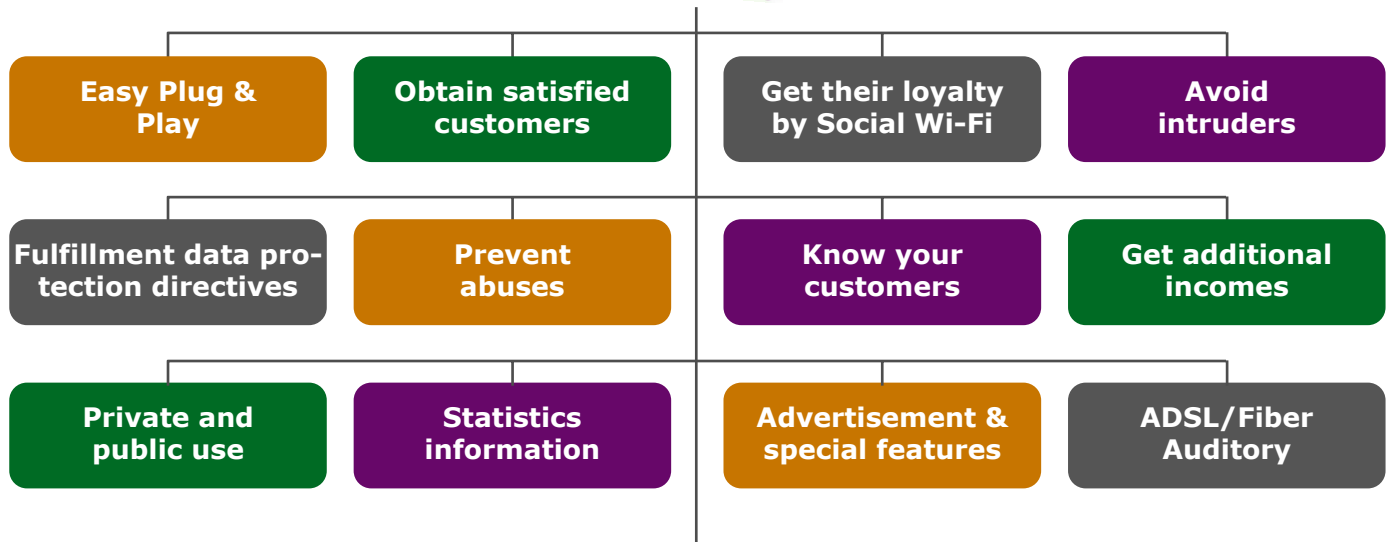 Easy Plug &
Play
Obtain satisfied
customers
Get their loyalty
by Social Wi-Fi
Avoid
intruders
Fulfillment data pro-
tection directives
Prevent
abuses
Know your
customers
Get additional
incomes
Private and
public use
Statistics
information
Advertisement &
special features
ADSL/Fiber
Auditory